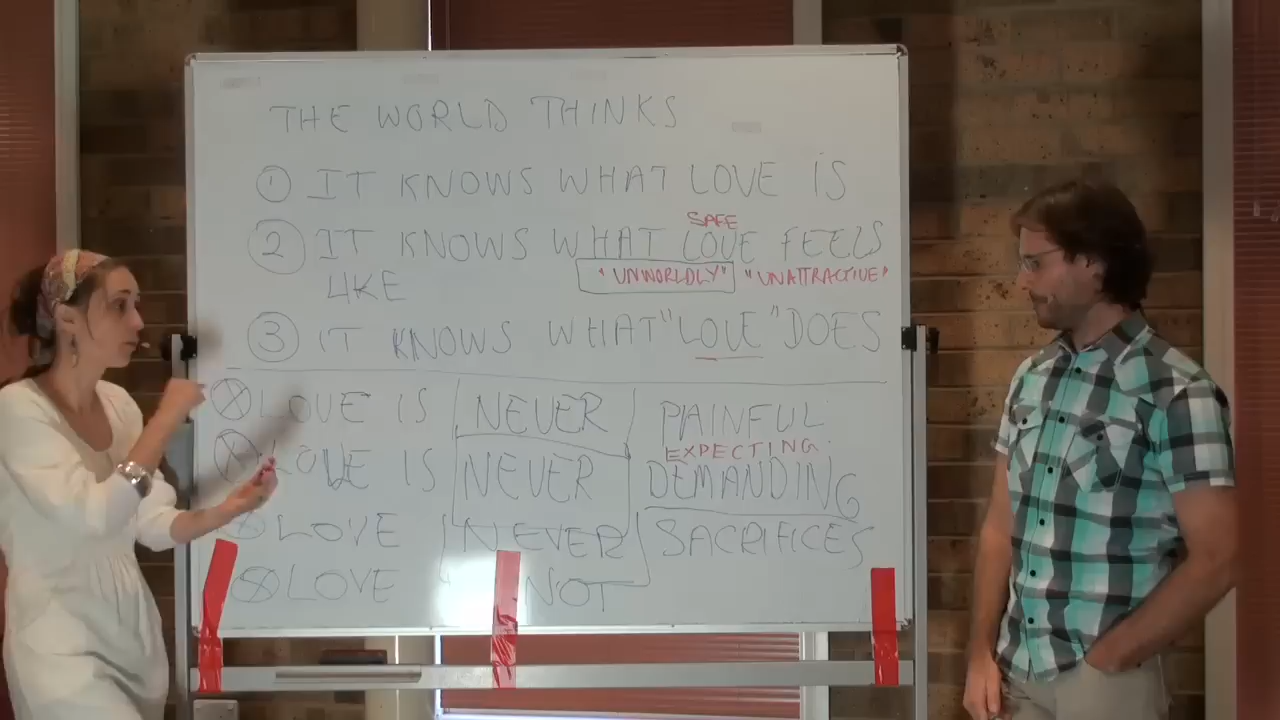 THE WORLD THINKS
① IT KNOWS WHAT LOVE IS
SAFE
② IT KNOWS WHAT LOVE FEELS
LIKE "UNWORLDLY" "UNATTRACTIVE"
③ IT KNOWS WHAT "LOVE" DOES
LOVE IS NEVER PAINFUL
EXPECTING
LOVE IS NEVER DEMANDING
LOVE NEVER SACRIFICES
LOVE NOT